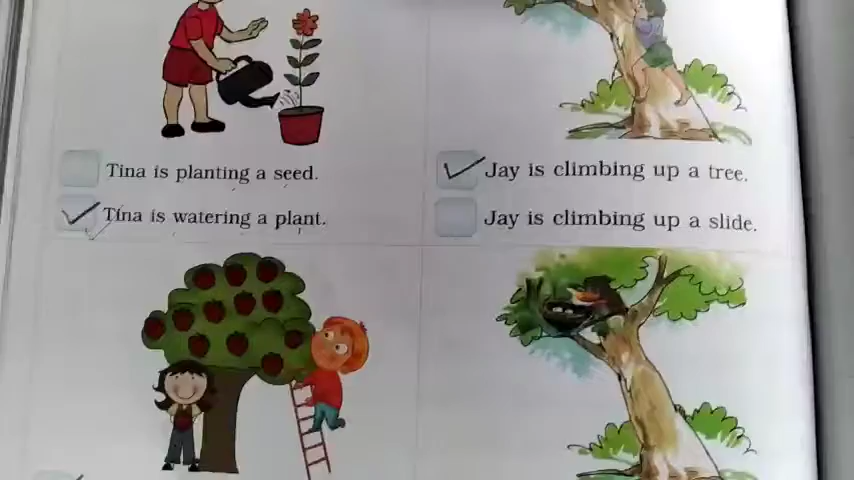 Tina is planting a seed.
Tina is watering a plant.
Jay is climbing up a tree.
Jay is climbing up a slide.